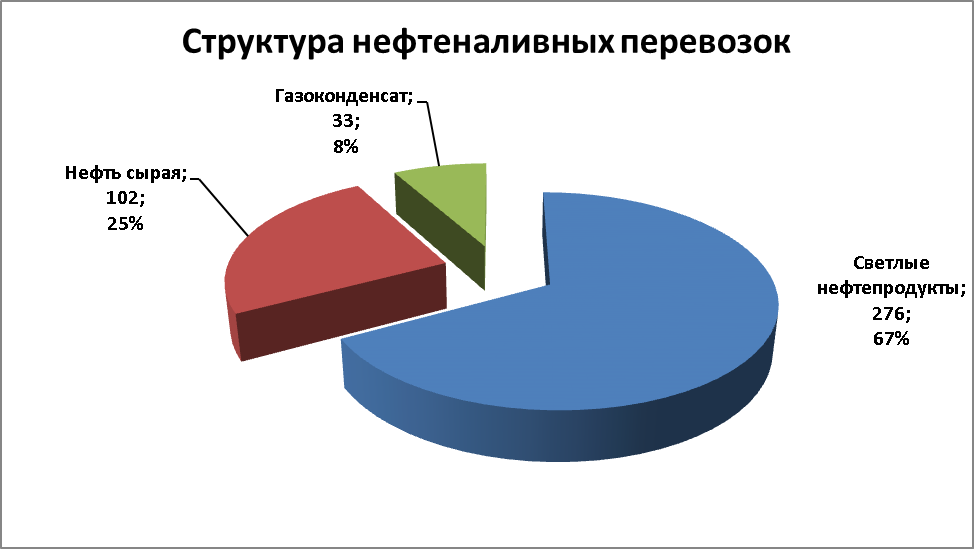 Структура нефтеналивных перевозок
Газоконденсат;
33;
8%
Нефть сырая;
102;
25%
Светлые
нефтепродукты;
276;
67%